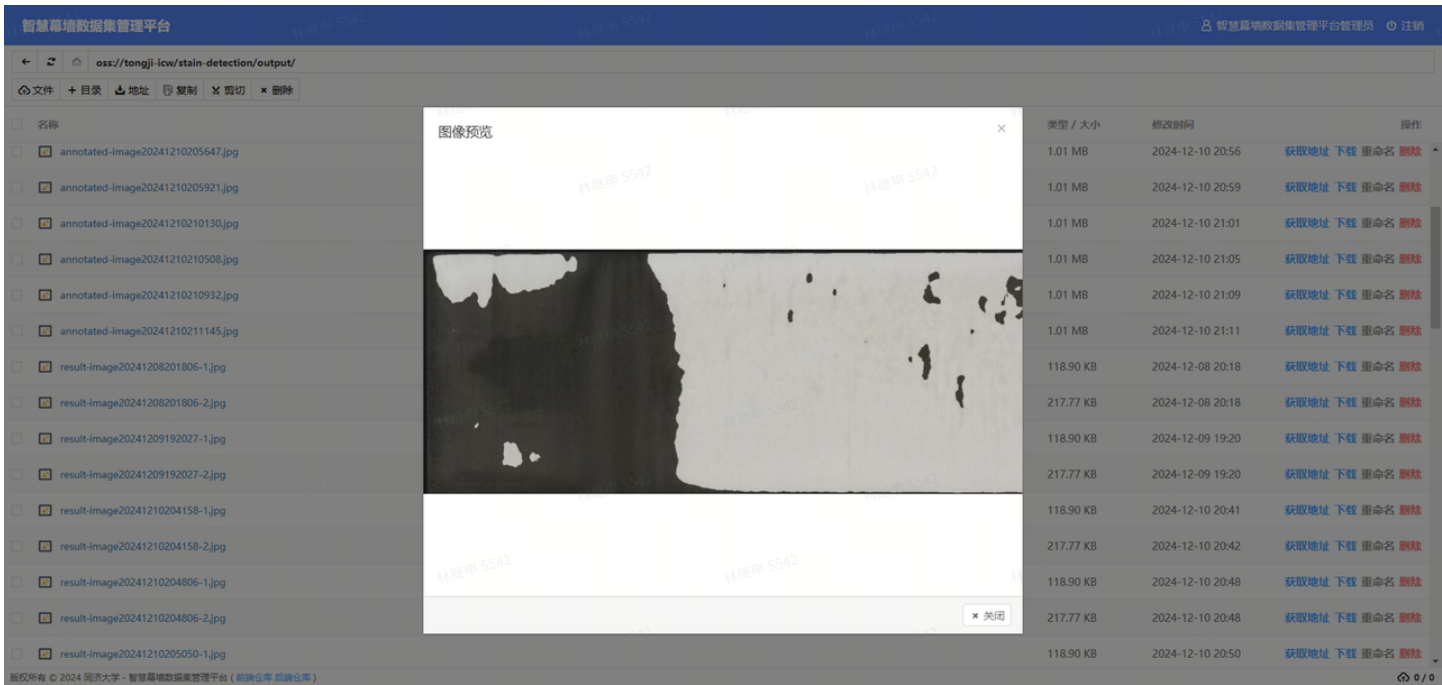 智慧幕墙数据集管理平台 智慧幕墙数据集管理平台管理员 注销
oss://tongji-icw/stain-detection/output/
文件 目录 地址 复制 剪切 删除
名称 类型 / 大小 修改时间 操作
annotated-image20241210205647.jpg 1.01 MB 2024-12-10 20:56 获取地址 下载 重命名 删除
annotated-image20241210205921.jpg 1.01 MB 2024-12-10 20:59 获取地址 下载 重命名 删除
annotated-image20241210210130.jpg 1.01 MB 2024-12-10 21:01 获取地址 下载 重命名 删除
annotated-image20241210210508.jpg 1.01 MB 2024-12-10 21:05 获取地址 下载 重命名 删除
annotated-image20241210210932.jpg 1.01 MB 2024-12-10 21:09 获取地址 下载 重命名 删除
annotated-image20241210211145.jpg 1.01 MB 2024-12-10 21:11 获取地址 下载 重命名 删除
result-image20241208201806-1.jpg 118.90 KB 2024-12-08 20:18 获取地址 下载 重命名 删除
result-image20241208201806-2.jpg 217.77 KB 2024-12-08 20:18 获取地址 下载 重命名 删除
result-image20241209192027-1.jpg 118.90 KB 2024-12-09 19:20 获取地址 下载 重命名 删除
result-image20241209192027-2.jpg 217.77 KB 2024-12-09 19:20 获取地址 下载 重命名 删除
result-image20241210204158-1.jpg 118.90 KB 2024-12-10 20:41 获取地址 下载 重命名 删除
result-image20241210204158-2.jpg 217.77 KB 2024-12-10 20:42 获取地址 下载 重命名 删除
result-image20241210204806-1.jpg 118.90 KB 2024-12-10 20:48 获取地址 下载 重命名 删除
result-image20241210204806-2.jpg 217.77 KB 2024-12-10 20:48 获取地址 下载 重命名 删除
result-image20241210205050-1.jpg 118.90 KB 2024-12-10 20:50 获取地址 下载 重命名 删除
图像预览
林继申 5542
关闭
版权所有 © 2024 同济大学 - 智慧幕墙数据集管理平台 ( 前端仓库 后端仓库 ) 0 / 0